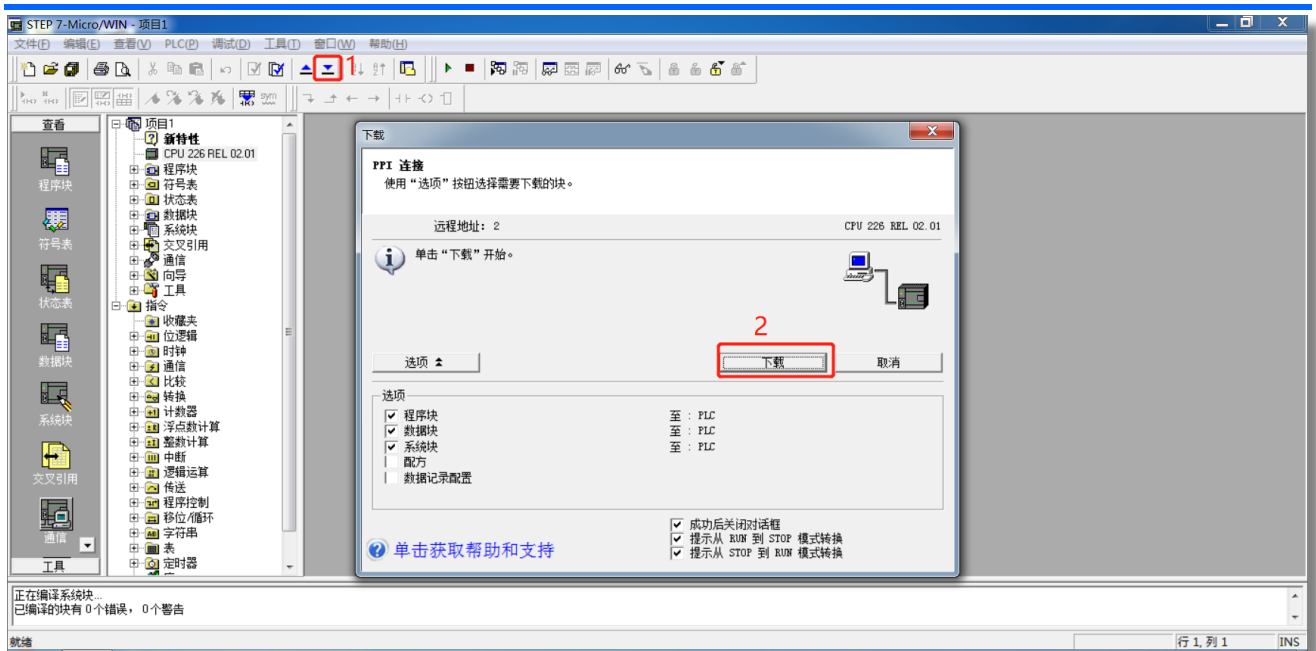 STEP 7-Micro/WIN - 项目1
文件(F) 编辑(E) 查看(V) PLC(P) 调试(D) 工具(T) 窗口(W) 帮助(H)
1
查看
程序块
符号表
状态表
数据块
系统块
交叉引用
通信
工具
项目1
新特性
CPU 226 REL 02.01
程序块
符号表
状态表
数据块
系统块
交叉引用
通信
向导
工具
指令
收藏夹
位逻辑
时钟
通信
比较
转换
计数器
浮点数计算
整数计算
中断
逻辑运算
传送
程序控制
移位/循环
字符串
表
定时器
下载
PPI 连接
使用“选项”按钮选择需要下载的块。
远程地址: 2 CPU 226 REL 02.01
单击“下载”开始。
2
选项 下载 取消
选项
程序块 至 : PLC
数据块 至 : PLC
系统块 至 : PLC
配方
数据记录配置
成功后关闭对话框
提示从 RUN 到 STOP 模式转换
提示从 STOP 到 RUN 模式转换
单击获取帮助和支持
正在编译系统块...
已编译的块有 0个错误, 0个警告
就绪 行 1, 列 1 INS